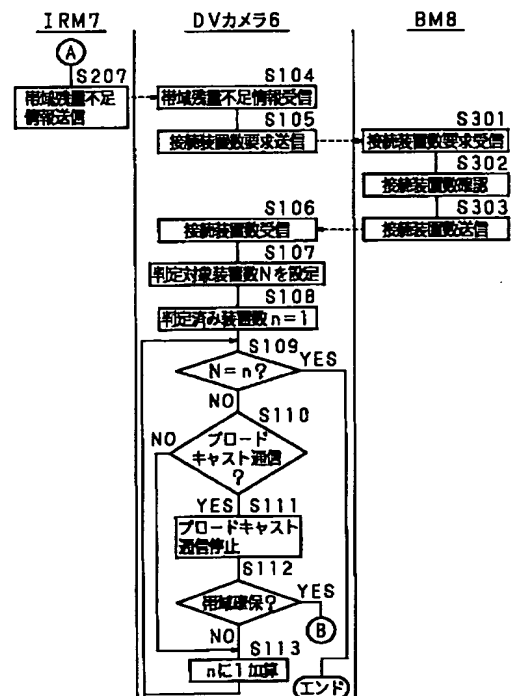 IRM7
DVカメラ6
BM8
A
S207
帯域残量不足
情報送信
S104
帯域残量不足情報受信
S105
接続装置数要求送信
S301
接続装置数要求受信
S302
接続装置数確認
S303
接続装置数送信
S106
接続装置数受信
S107
判定対象装置数Nを設定
S108
判定済み装置数n=1
S109
N=n?
YES
NO
S110
NO
ブロード
キャスト通信
?
YES
S111
ブロードキャスト
通信停止
S112
帯域確保?
YES
B
NO
S113
nに1加算
エンド